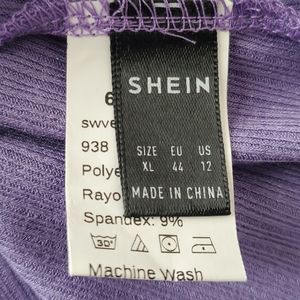 SHEIN
SIZE EU US
XL 44 12
MADE IN CHINA
6
938
Spandex: 9%
30°
Machine Wash